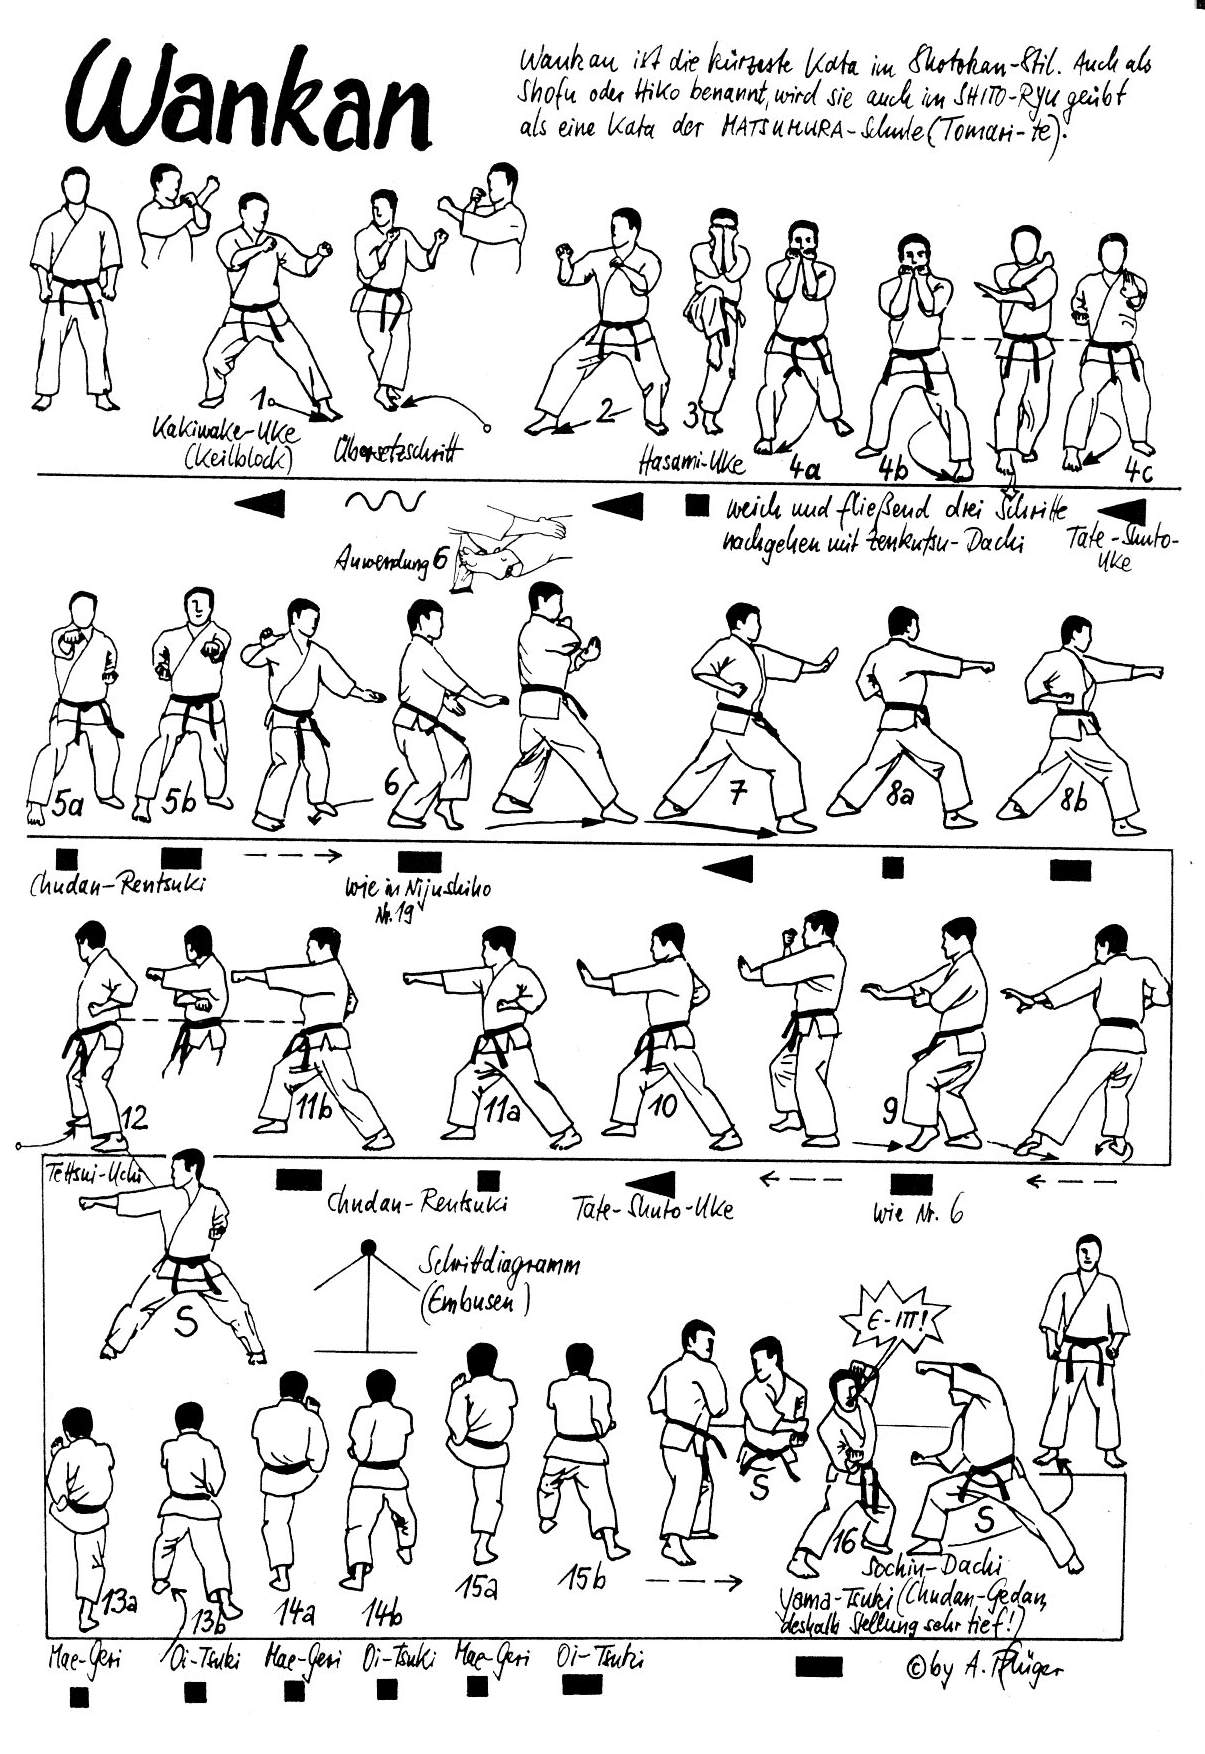 Wankan
Wankan ist die kürzeste Kata im Shotokan-Stil. Auch als
Shofu oder Hiko benannt, wird sie auch im SHITO-RYU geübt
als eine Kata der MATSUMURA-Schule (Tomari-te).
1
2
3
4a
4b
4c
Kakiwake-Uke
(Keilblock)
Übersetzschritt
Hasami-Uke
weich und fließend drei Schritte
nachgehen mit Zenkutsu-Dachi
Tate-Shuto-
Uke
Anwendung 6
5a
5b
6
7
8a
8b
Chudan-Rentsuki
wie in Nijushiho
Nr. 19
12
11b
11a
10
9
Tettsui-Uchi
Chudan-Rentsuki
Tate-Shuto-Uke
wie Nr. 6
S
Schrittdiagramm
(Embusen)
E-ITT!
S
S
13a
13b
14a
14b
15a
15b
16
Sochin-Dachi
Yama-Tsuki (Chudan-Gedan,
deshalb Stellung sehr tief!)
Mae-Geri
Oi-Tsuki
Mae-Geri
Oi-Tsuki
Mae-Geri
Oi-Tsuki
© by A. Pflüger